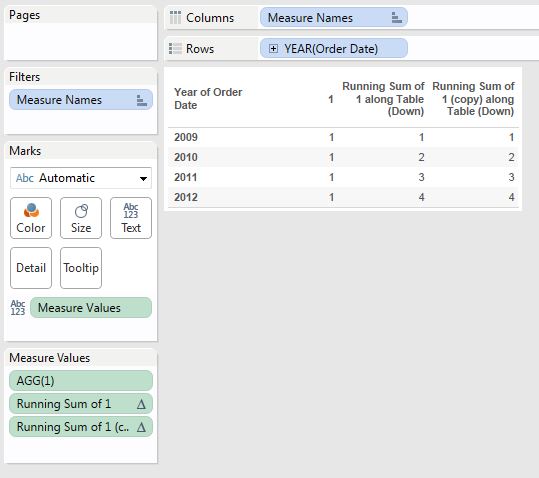 Pages
Columns Measure Names
Rows YEAR(Order Date)
Filters
Measure Names
Marks
Abc Automatic
Color
Size
Abc
123
Text
Detail
Tooltip
Abc
123
Measure Values
Measure Values
AGG(1)
Running Sum of 1 Δ
Running Sum of 1 (c.. Δ
Year of Order
Date
1
Running Sum of
1 along Table
(Down)
Running Sum of
1 (copy) along
Table (Down)
2009 1 1 1
2010 1 2 2
2011 1 3 3
2012 1 4 4